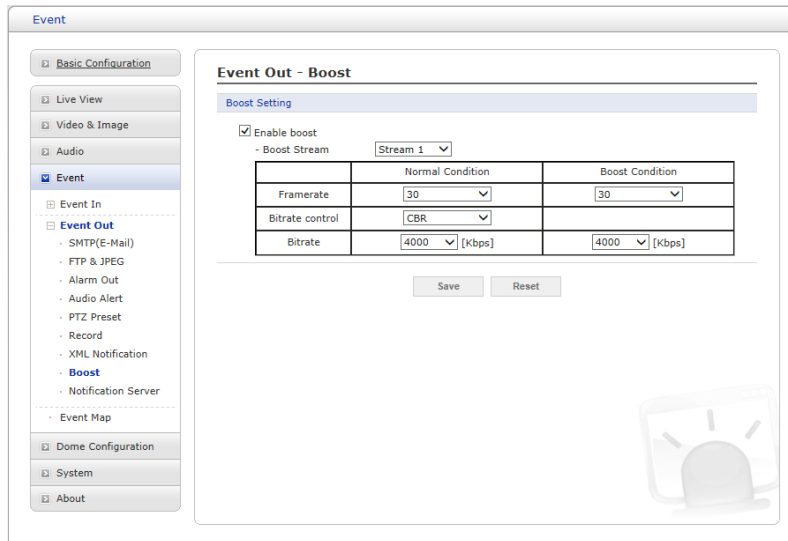 Event
Basic Configuration
Live View
Video & Image
Audio
Event
Event In
Event Out
SMTP(E-Mail)
FTP & JPEG
Alarm Out
Audio Alert
PTZ Preset
Record
XML Notification
Boost
Notification Server
Event Map
Dome Configuration
System
About
Event Out - Boost
Boost Setting
Enable boost
- Boost Stream Stream 1
Normal Condition Boost Condition
Framerate 30 30
Bitrate control CBR
Bitrate 4000 [Kbps] 4000 [Kbps]
Save Reset